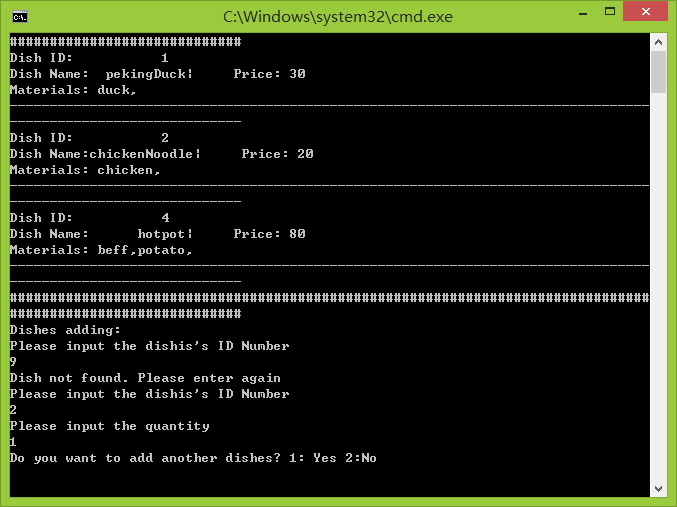 C:\Windows\system32\cmd.exe
#############################
Dish ID:           1
Dish Name:  pekingDuck|     Price: 30
Materials: duck,
--------------------------------------------------------------------------------
-----------------------------
Dish ID:           2
Dish Name:chickenNoodle|     Price: 20
Materials: chicken,
--------------------------------------------------------------------------------
-----------------------------
Dish ID:           4
Dish Name:      hotpot|     Price: 80
Materials: beff,potato,
--------------------------------------------------------------------------------
-----------------------------
################################################################################
#############################
Dishes adding:
Please input the dishis's ID Number
9
Dish not found. Please enter again
Please input the dishis's ID Number
2
Please input the quantity
1
Do you want to add another dishes? 1: Yes 2:No